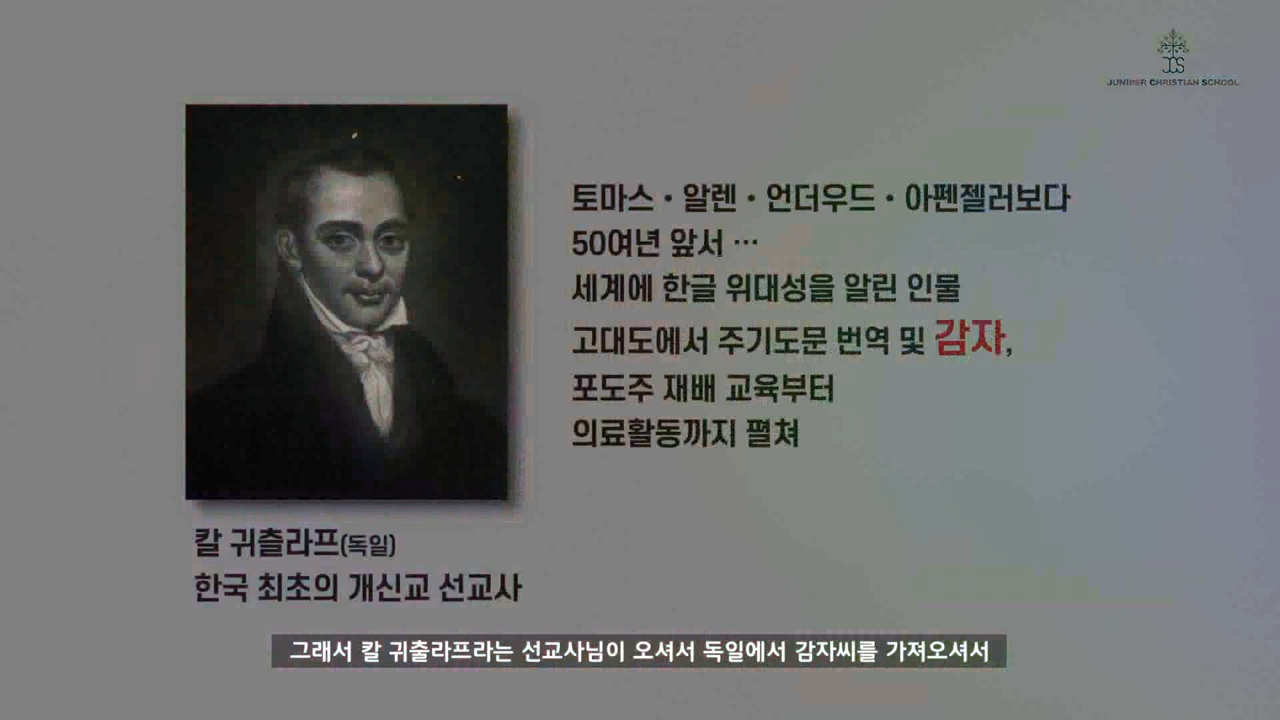 JCS
JUNIPER CHRISTIAN SCHOOL
토마스 · 알렌 · 언더우드 · 아펜젤러보다
50여년 앞서 …
세계에 한글 위대성을 알린 인물
고대도에서 주기도문 번역 및 감자,
포도주 재배 교육부터
의료활동까지 펼쳐
칼 귀츨라프(독일)
한국 최초의 개신교 선교사
그래서 칼 귀출라프라는 선교사님이 오셔서 독일에서 감자씨를 가져오셔서